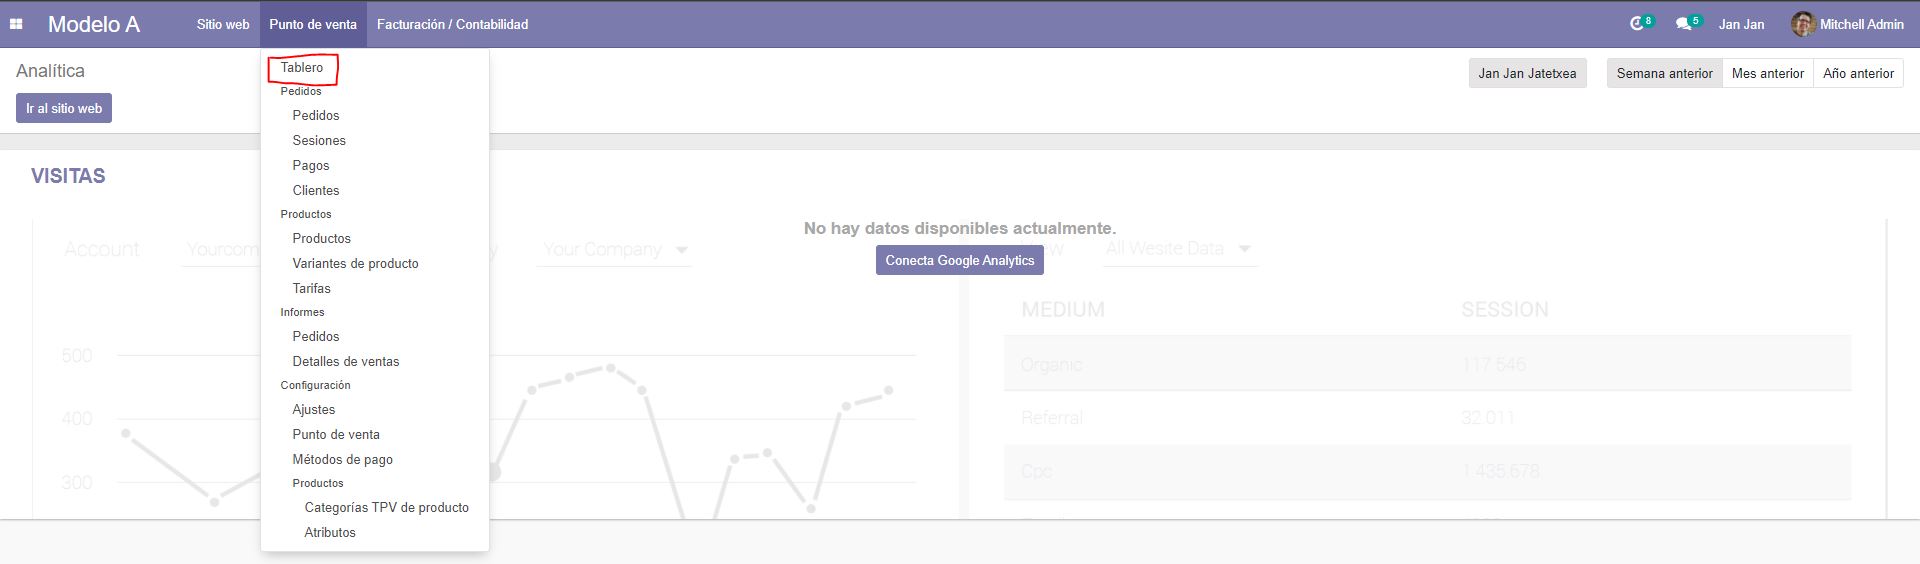 Modelo A
Sitio web
Punto de venta
Facturación / Contabilidad
8
5
Jan Jan
Mitchell Admin
Analítica
Ir al sitio web
Jan Jan Jatetxea
Semana anterior
Mes anterior
Año anterior
Tablero
Pedidos
Pedidos
Sesiones
Pagos
Clientes
Productos
Productos
Variantes de producto
Tarifas
Informes
Pedidos
Detalles de ventas
Configuración
Ajustes
Punto de venta
Métodos de pago
Productos
Categorías TPV de producto
Atributos
VISITAS
No hay datos disponibles actualmente.
Conecta Google Analytics
Account
Your Company
All Wesite Data
MEDIUM
SESSION
500
400
300
Organic
117 546
Referral
32.011
Cpc
1 435 678